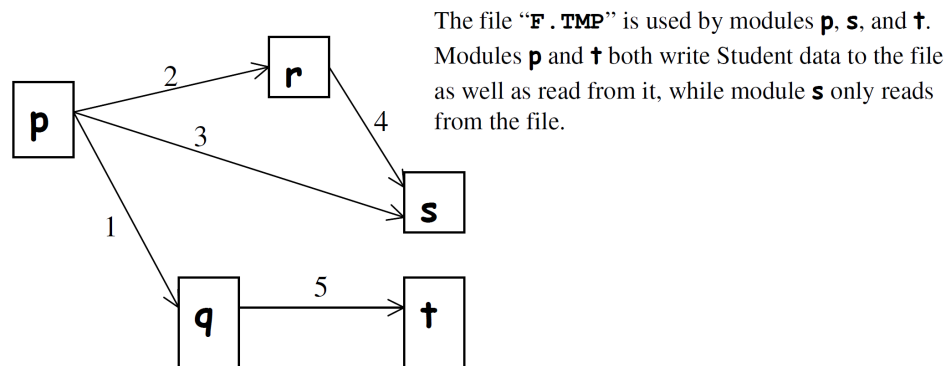 The file “F.TMP” is used by modules p, s, and t.
Modules p and t both write Student data to the file
as well as read from it, while module s only reads
from the file.
2
r
p
3
4
s
1
5
q
t